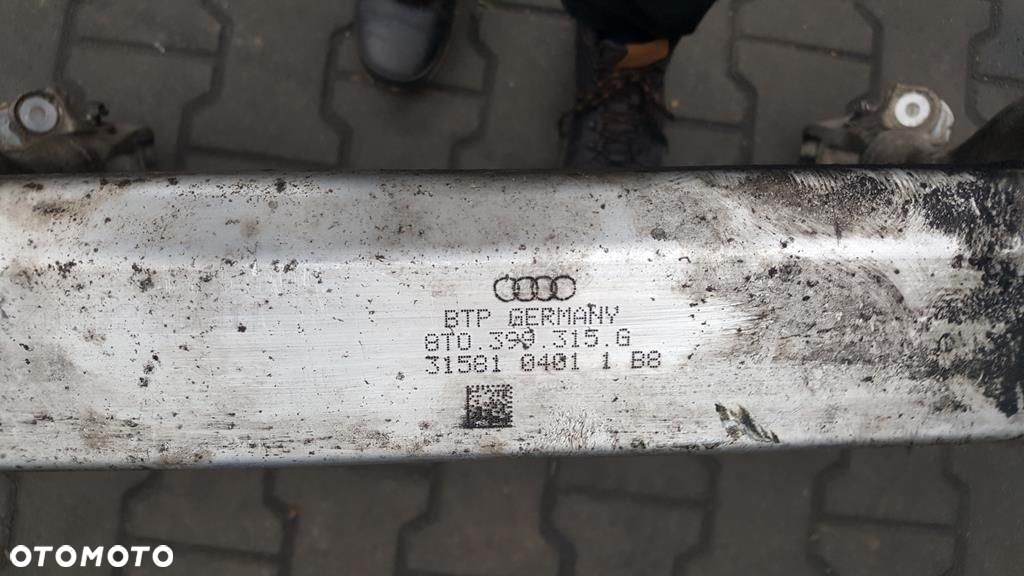 BTP GERMANY
8T0.399.315.G
31581 0401 1 B8
OTOMOTO